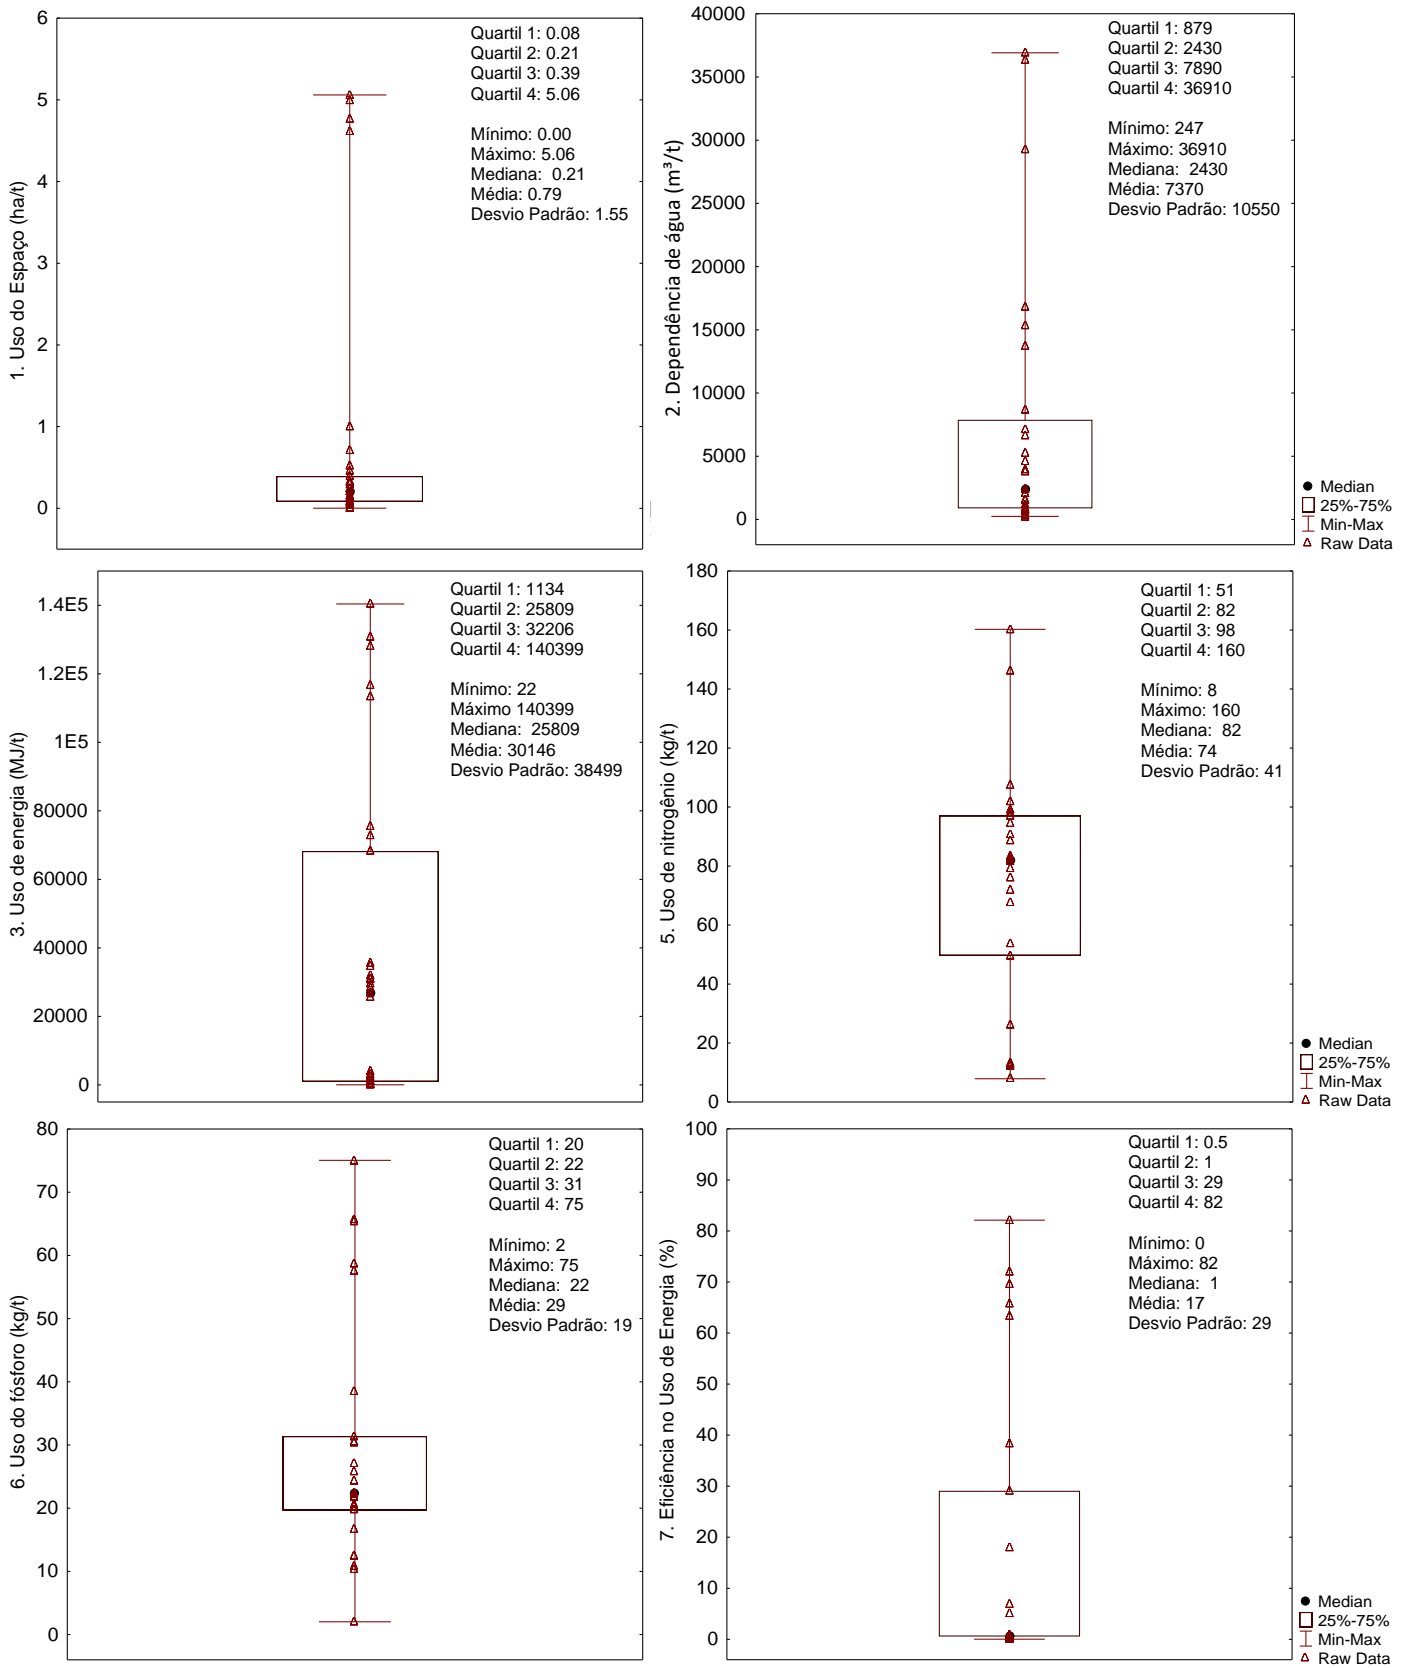 1. Uso do Espaço (ha/t)
6
5
4
3
2
1
0
Quartil 1: 0.08
Quartil 2: 0.21
Quartil 3: 0.39
Quartil 4: 5.06
Mínimo: 0.00
Máximo: 5.06
Mediana: 0.21
Média: 0.79
Desvio Padrão: 1.55
2. Dependência de água (m³/t)
40000
35000
30000
25000
20000
15000
10000
5000
0
Quartil 1: 879
Quartil 2: 2430
Quartil 3: 7890
Quartil 4: 36910
Mínimo: 247
Máximo: 36910
Mediana: 2430
Média: 7370
Desvio Padrão: 10550
Median
25%-75%
Min-Max
Raw Data
3. Uso de energia (MJ/t)
1.4E5
1.2E5
1E5
80000
60000
40000
20000
0
Quartil 1: 1134
Quartil 2: 25809
Quartil 3: 32206
Quartil 4: 140399
Mínimo: 22
Máximo 140399
Mediana: 25809
Média: 30146
Desvio Padrão: 38499
5. Uso de nitrogênio (kg/t)
180
160
140
120
100
80
60
40
20
0
Quartil 1: 51
Quartil 2: 82
Quartil 3: 98
Quartil 4: 160
Mínimo: 8
Máximo: 160
Mediana: 82
Média: 74
Desvio Padrão: 41
Median
25%-75%
Min-Max
Raw Data
6. Uso do fósforo (kg/t)
80
70
60
50
40
30
20
10
0
Quartil 1: 20
Quartil 2: 22
Quartil 3: 31
Quartil 4: 75
Mínimo: 2
Máximo: 75
Mediana: 22
Média: 29
Desvio Padrão: 19
7. Eficiência no Uso de Energia (%)
100
90
80
70
60
50
40
30
20
10
0
Quartil 1: 0.5
Quartil 2: 1
Quartil 3: 29
Quartil 4: 82
Mínimo: 0
Máximo: 82
Mediana: 1
Média: 17
Desvio Padrão: 29
Median
25%-75%
Min-Max
Raw Data